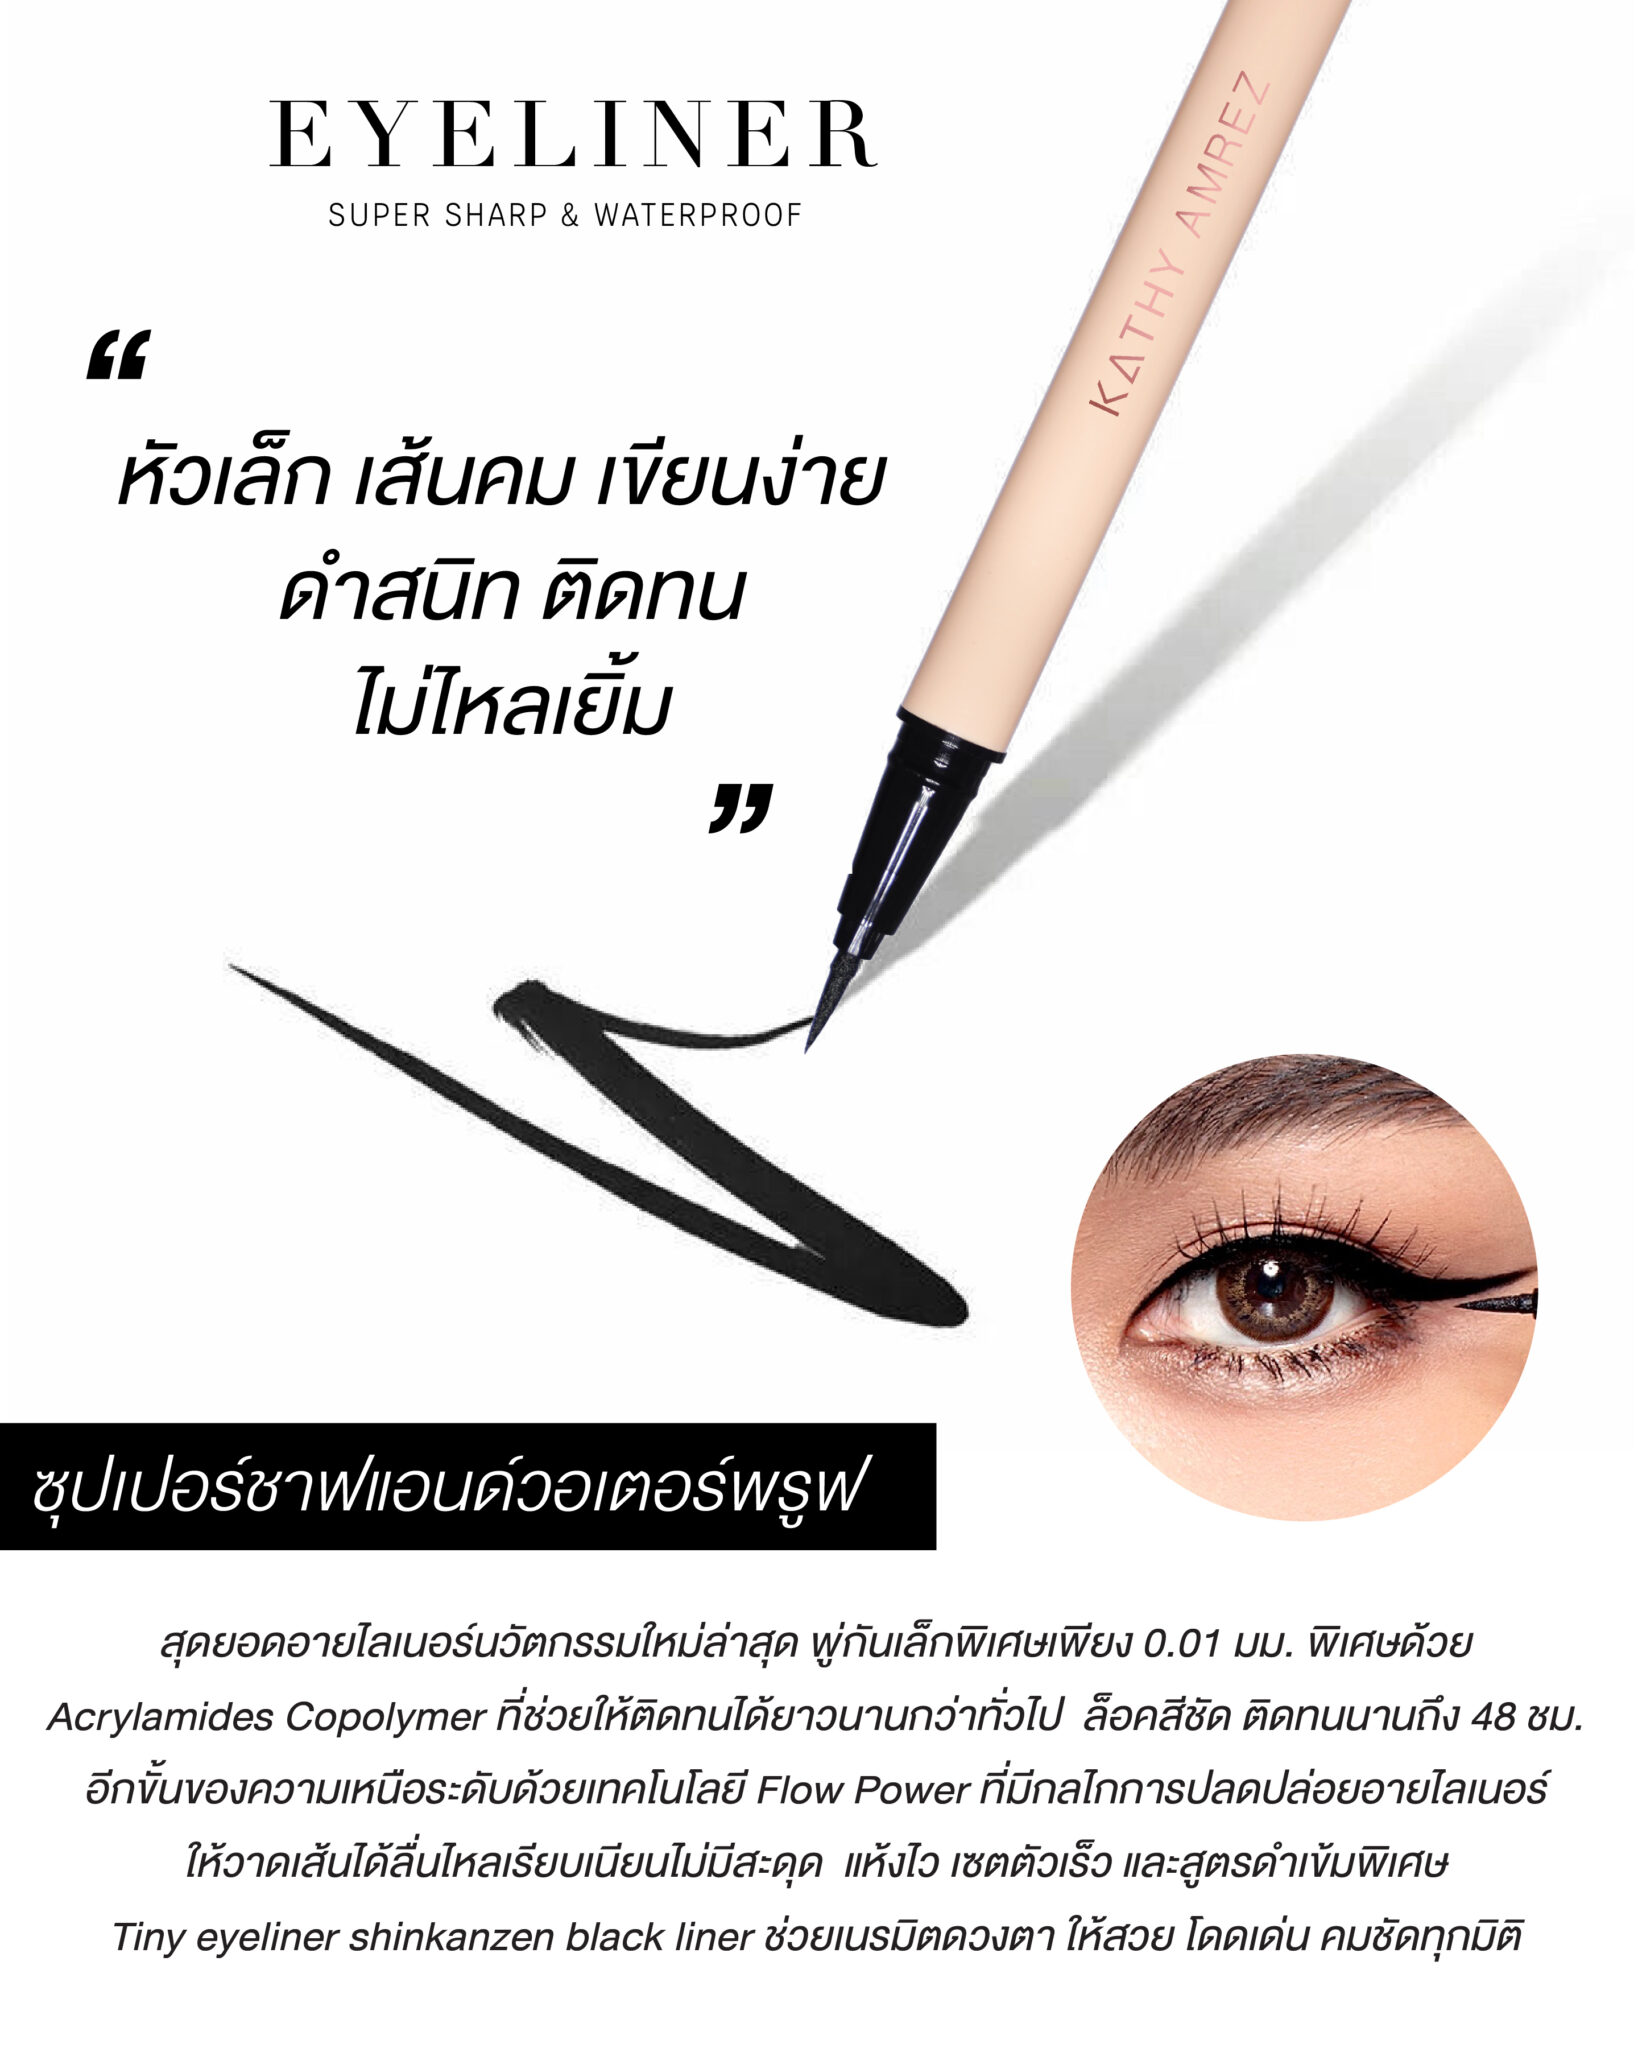 EYELINER
SUPER SHARP & WATERPROOF
KATHY AMREZ
“
หัวเล็ก เส้นคม เขียนง่าย
ดำสนิท ติดทน
ไม่ไหลเยิ้ม
”
ซุปเปอร์ชาฟแอนด์วอเตอร์พรูฟ
สุดยอดอายไลเนอร์นวัตกรรมใหม่ล่าสุด พู่กันเล็กพิเศษเพียง 0.01 มม. พิเศษด้วย
Acrylamides Copolymer ที่ช่วยให้ติดทนได้ยาวนานกว่าทั่วไป ล็อคสีชัด ติดทนนานถึง 48 ชม.
อีกขั้นของความเหนือระดับด้วยเทคโนโลยี Flow Power ที่มีกลไกการปลดปล่อยอายไลเนอร์
ให้วาดเส้นได้ลื่นไหลเรียบเนียนไม่มีสะดุด แห้งไว เซตตัวเร็ว และสูตรดำเข้มพิเศษ
Tiny eyeliner shinkanzen black liner ช่วยเนรมิตดวงตา ให้สวย โดดเด่น คมชัดทุกมิติ